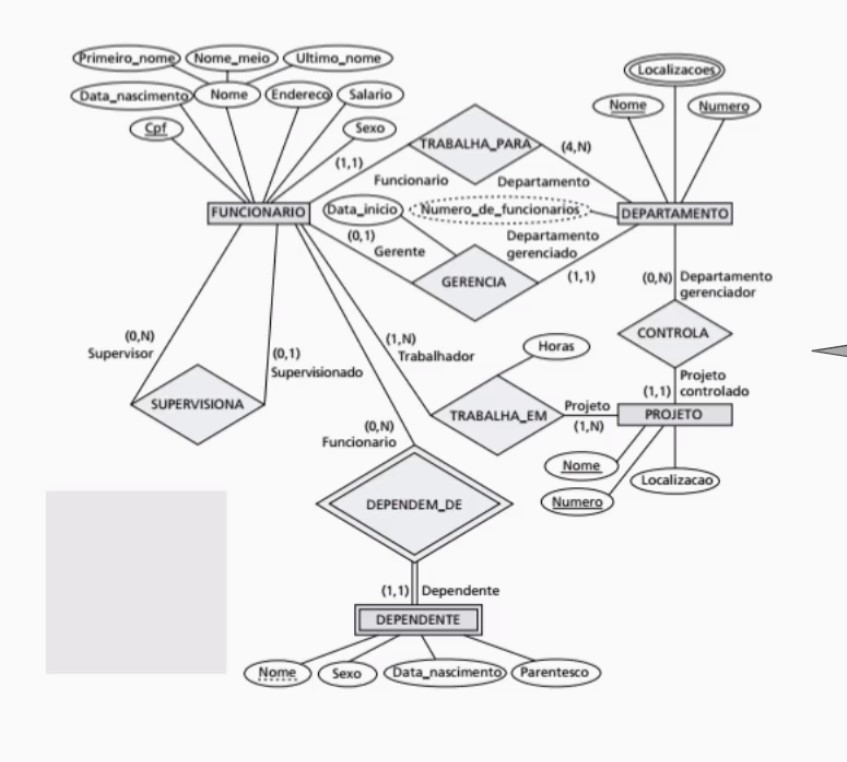 Primeiro_nome
Nome_meio
Ultimo_nome
Localizacoes
Data_nascimento
Nome
Endereco
Salario
Nome
Numero
Cpf
Sexo
TRABALHA_PARA
(4,N)
(1,1)
Funcionario
Departamento
FUNCIONARIO
Data_inicio
Numero_de_funcionarios
DEPARTAMENTO
(0,1)
Gerente
Departamento
gerenciado
GERENCIA
(1,1)
(0,N)
Departamento
gerenciador
CONTROLA
(0,N)
Supervisor
(0,1)
Supervisionado
(1,N)
Trabalhador
Horas
Projeto
controlado
(1,1)
SUPERVISIONA
TRABALHA_EM
Projeto
(1,N)
PROJETO
(0,N)
Funcionario
Nome
Localizacao
Numero
DEPENDEM_DE
(1,1)
Dependente
DEPENDENTE
Nome
Sexo
Data_nascimento
Parentesco